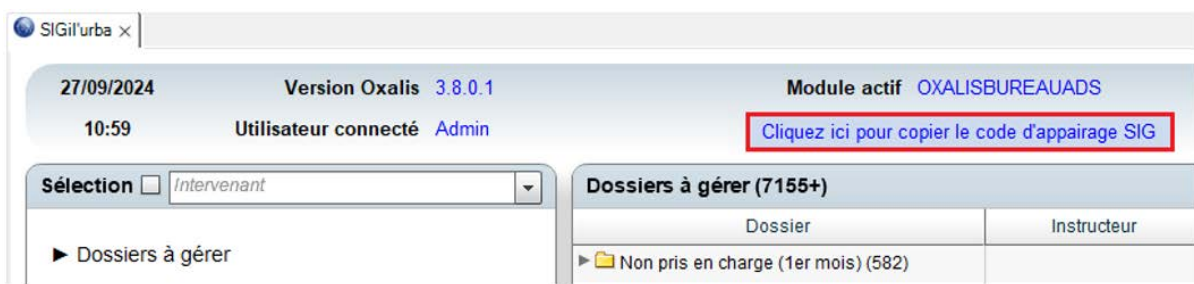 SIGil'urba ×
27/09/2024 Version Oxalis 3.8.0.1 Module actif OXALISBUREAUADS
10:59 Utilisateur connecté Admin Cliquez ici pour copier le code d'appairage SIG
Sélection Intervenant
Dossiers à gérer (7155+)
Dossier Instructeur
► Dossiers à gérer
Non pris en charge (1er mois) (582)